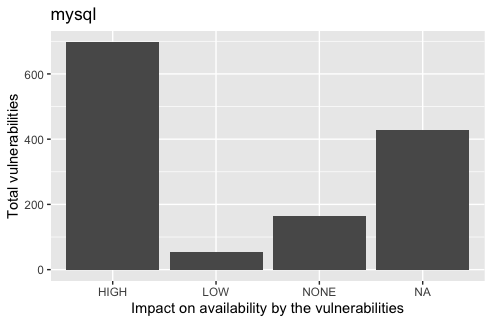 mysql
Total vulnerabilities
600
400
200
0
HIGH LOW NONE NA
Impact on availability by the vulnerabilities